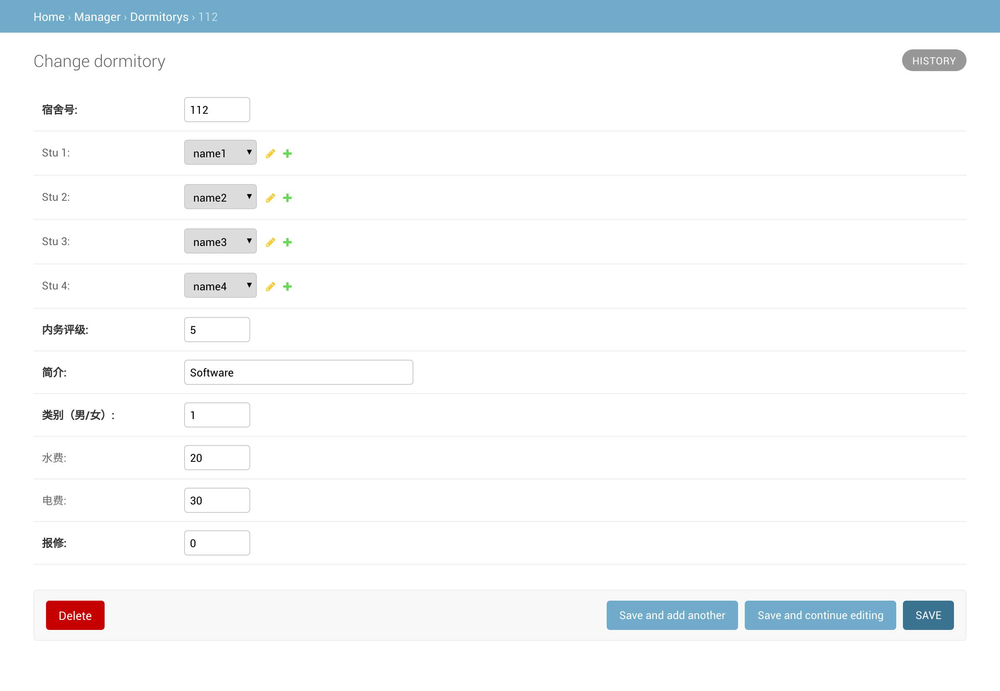 Home › Manager › Dormitorys › 112
Change dormitory
HISTORY
宿舍号: 112
Stu 1: name1
Stu 2: name2
Stu 3: name3
Stu 4: name4
内务评级: 5
简介: Software
类别（男/女）: 1
水费: 20
电费: 30
报修: 0
Delete Save and add another Save and continue editing SAVE